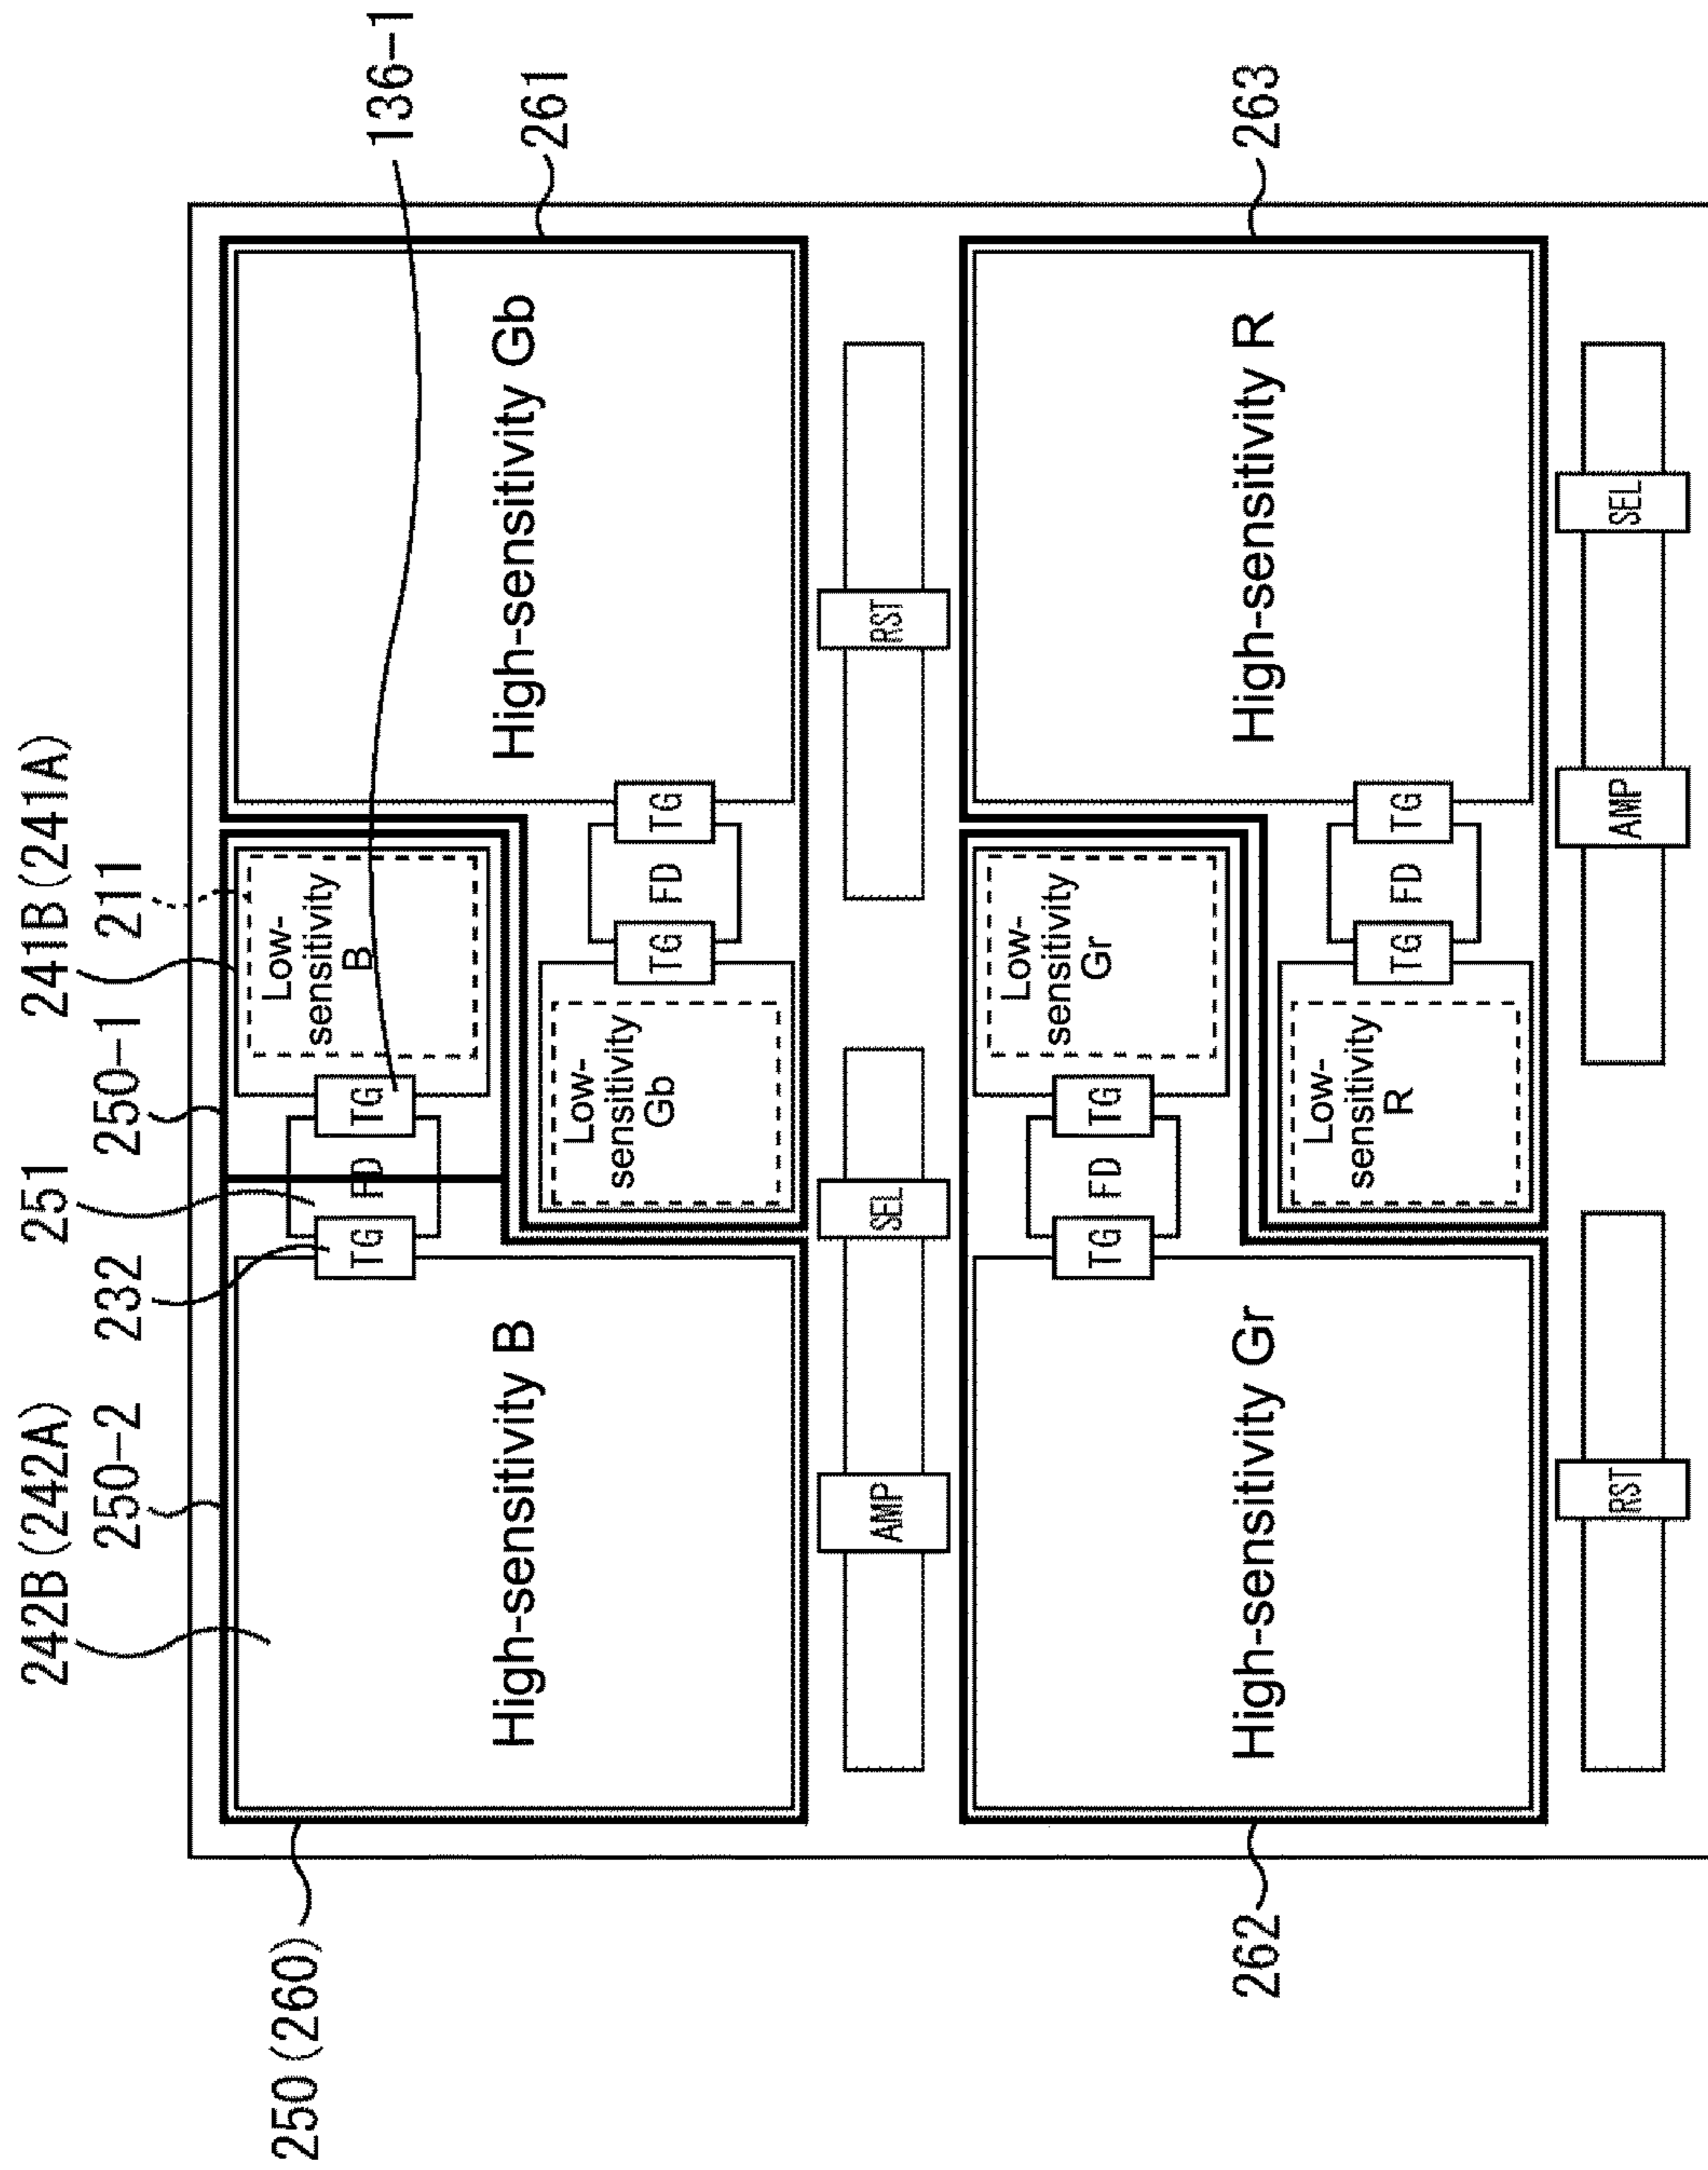 242B(242A)
241B(241A)
250-2
232
251
250-1
211
250(260)
136-1
261
High-sensitivity B
TG
FD
TG
Low-
sensitivity
B
High-sensitivity Gb
Low-
sensitivity
Gb
TG
FD
TG
AMP
SEL
RST
262
263
High-sensitivity Gr
TG
FD
TG
Low-
sensitivity
Gr
High-sensitivity R
Low-
sensitivity
R
TG
FD
TG
RST
AMP
SEL